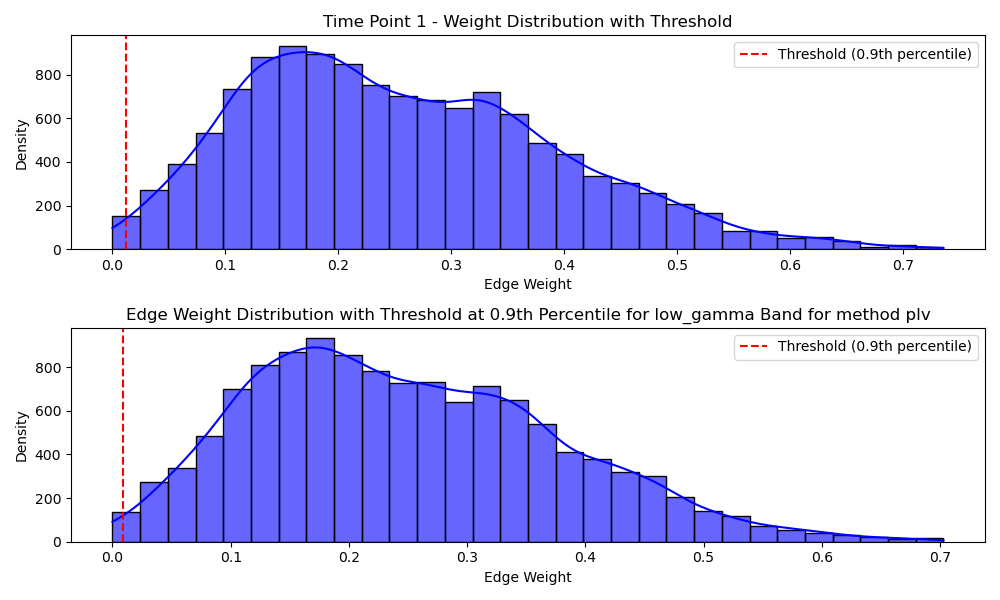 Time Point 1 - Weight Distribution with Threshold
Threshold (0.9th percentile)
Density
800
600
400
200
0
0.0 0.1 0.2 0.3 0.4 0.5 0.6 0.7
Edge Weight
Edge Weight Distribution with Threshold at 0.9th Percentile for low_gamma Band for method plv
Threshold (0.9th percentile)
Density
800
600
400
200
0
0.0 0.1 0.2 0.3 0.4 0.5 0.6 0.7
Edge Weight